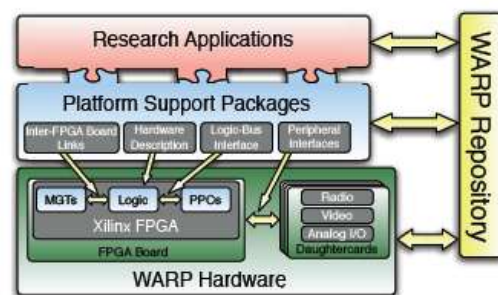 Research Applications
Platform Support Packages
Inter-FPGA Board
Links
Hardware
Description
Logic-Bus
Interface
Peripheral
Interfaces
MGTs
Logic
PPCs
Xilinx FPGA
FPGA Board
Radio
Video
Analog I/O
Daughtercards
WARP Hardware
WARP Repository